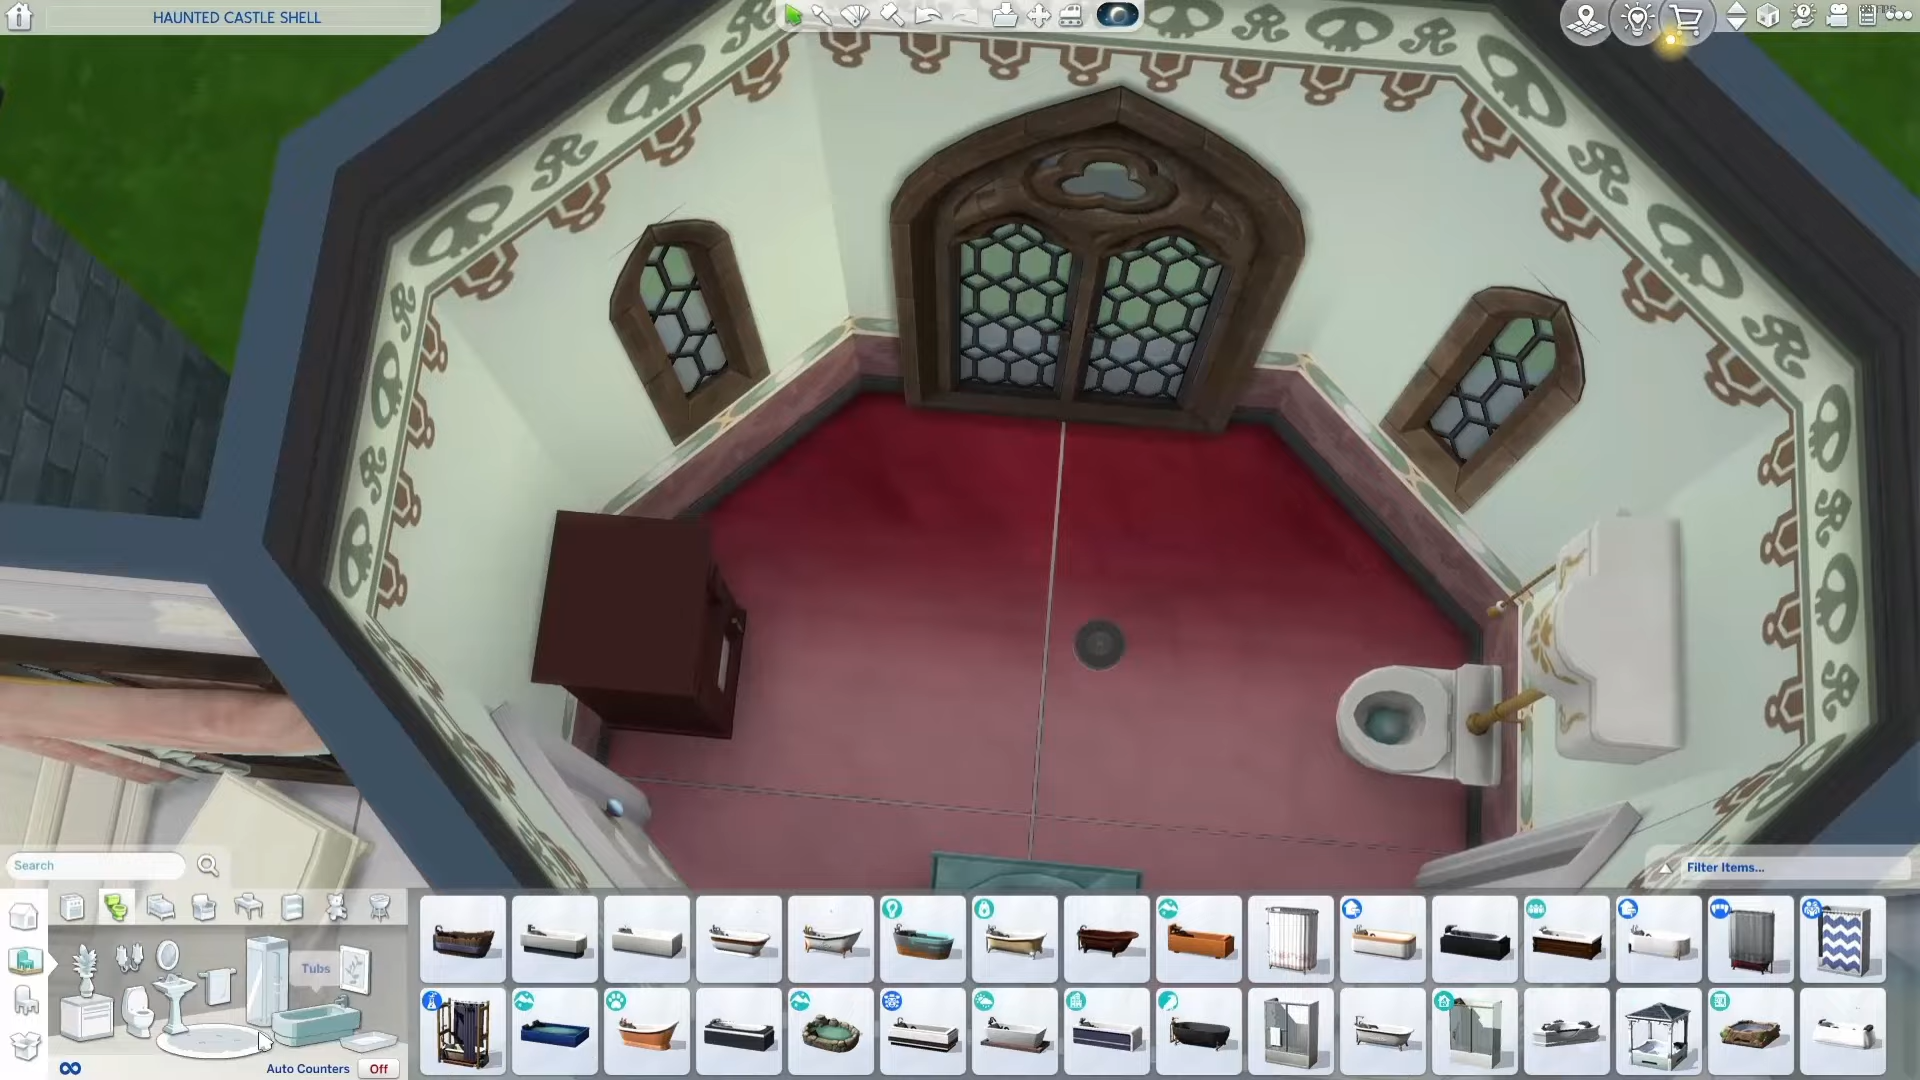 HAUNTED CASTLE SHELL
Search
Filter Items...
Tubs
Auto Counters
Off